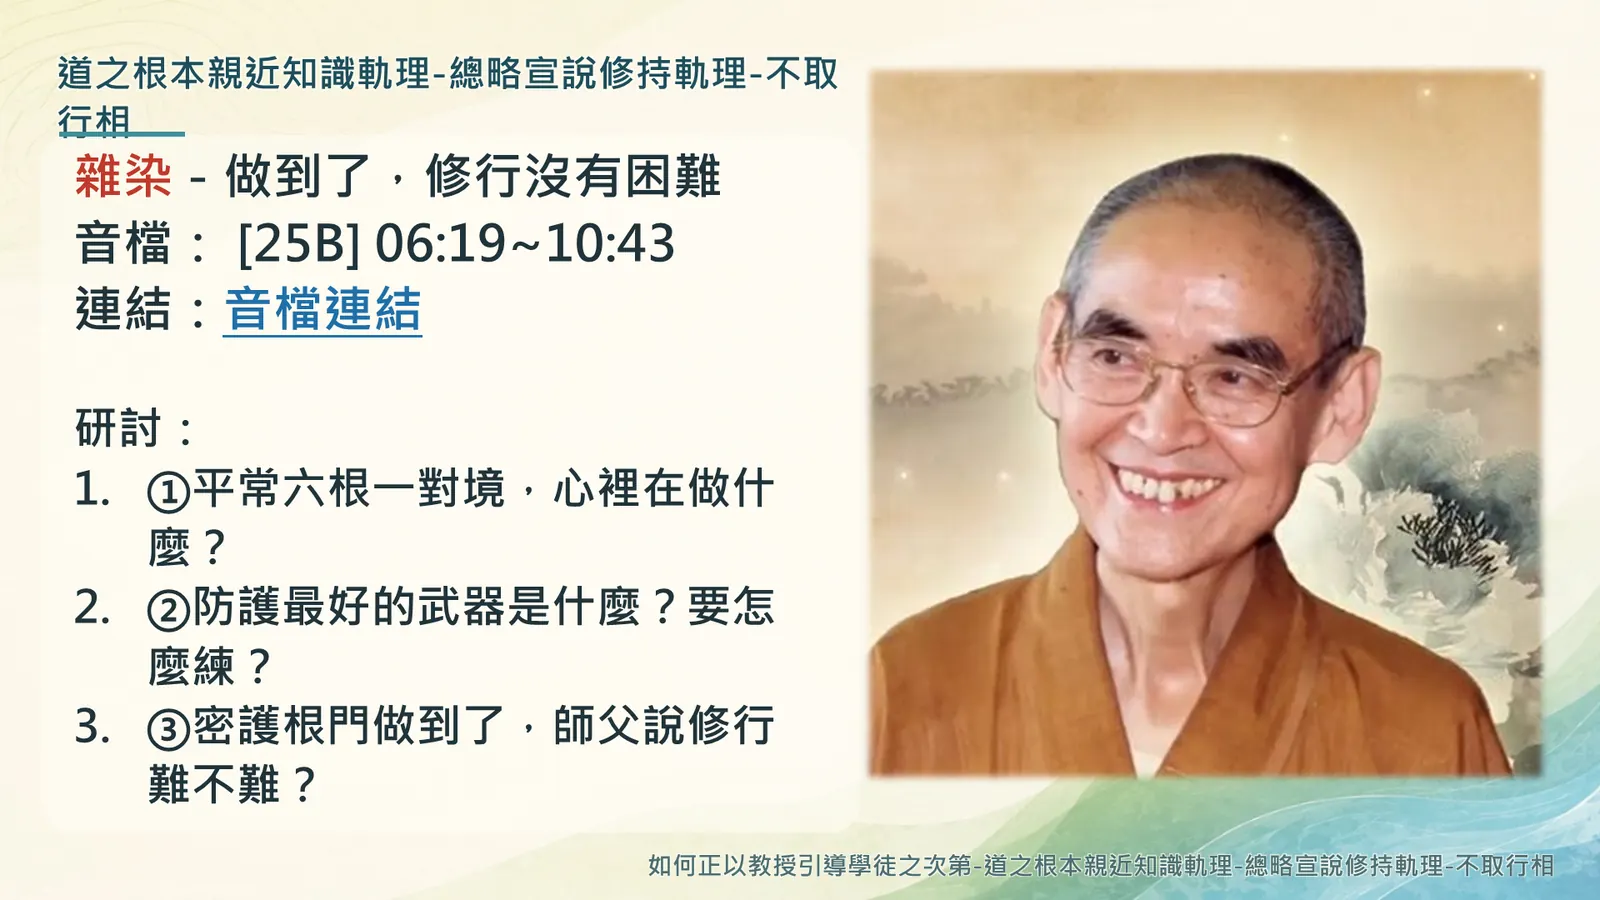 道之根本親近知識軌理-總略宣說修持軌理-不取
行相
雜染 - 做到了，修行沒有困難
音檔： [25B] 06:19~10:43
連結：音檔連結
研討：
1. ①平常六根一對境，心裡在做什
麼？
2. ②防護最好的武器是什麼？要怎
麼練？
3. ③密護根門做到了，師父說修行
難不難？
如何正以教授引導學徒之次第-道之根本親近知識軌理-總略宣說修持軌理-不取行相